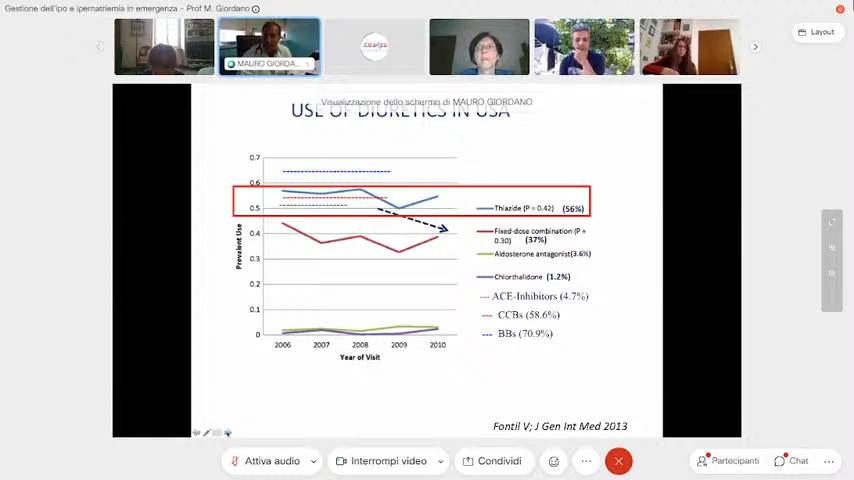 Gestione dell'ipo e ipernatriemia in emergenza - Prof M. Giordano
Layout
MAURO GIORDA...
Visualizzazione dello schermo di MAURO GIORDANO
USE OF DIURETICS IN USA
0.7
0.6
0.5
0.4
0.3
0.2
0.1
0
Prevalent Use
2006 2007 2008 2009 2010
Year of Visit
Thiazide (P = 0.42) (56%)
Fixed-dose combination (P =
0.30) (37%)
Aldosterone antagonist(3.6%)
Chlorthalidone (1.2%)
ACE-Inhibitors (4.7%)
CCBs (58.6%)
BBs (70.9%)
Fontil V; J Gen Int Med 2013
Attiva audio
Interrompi video
Condividi
Partecipanti
Chat